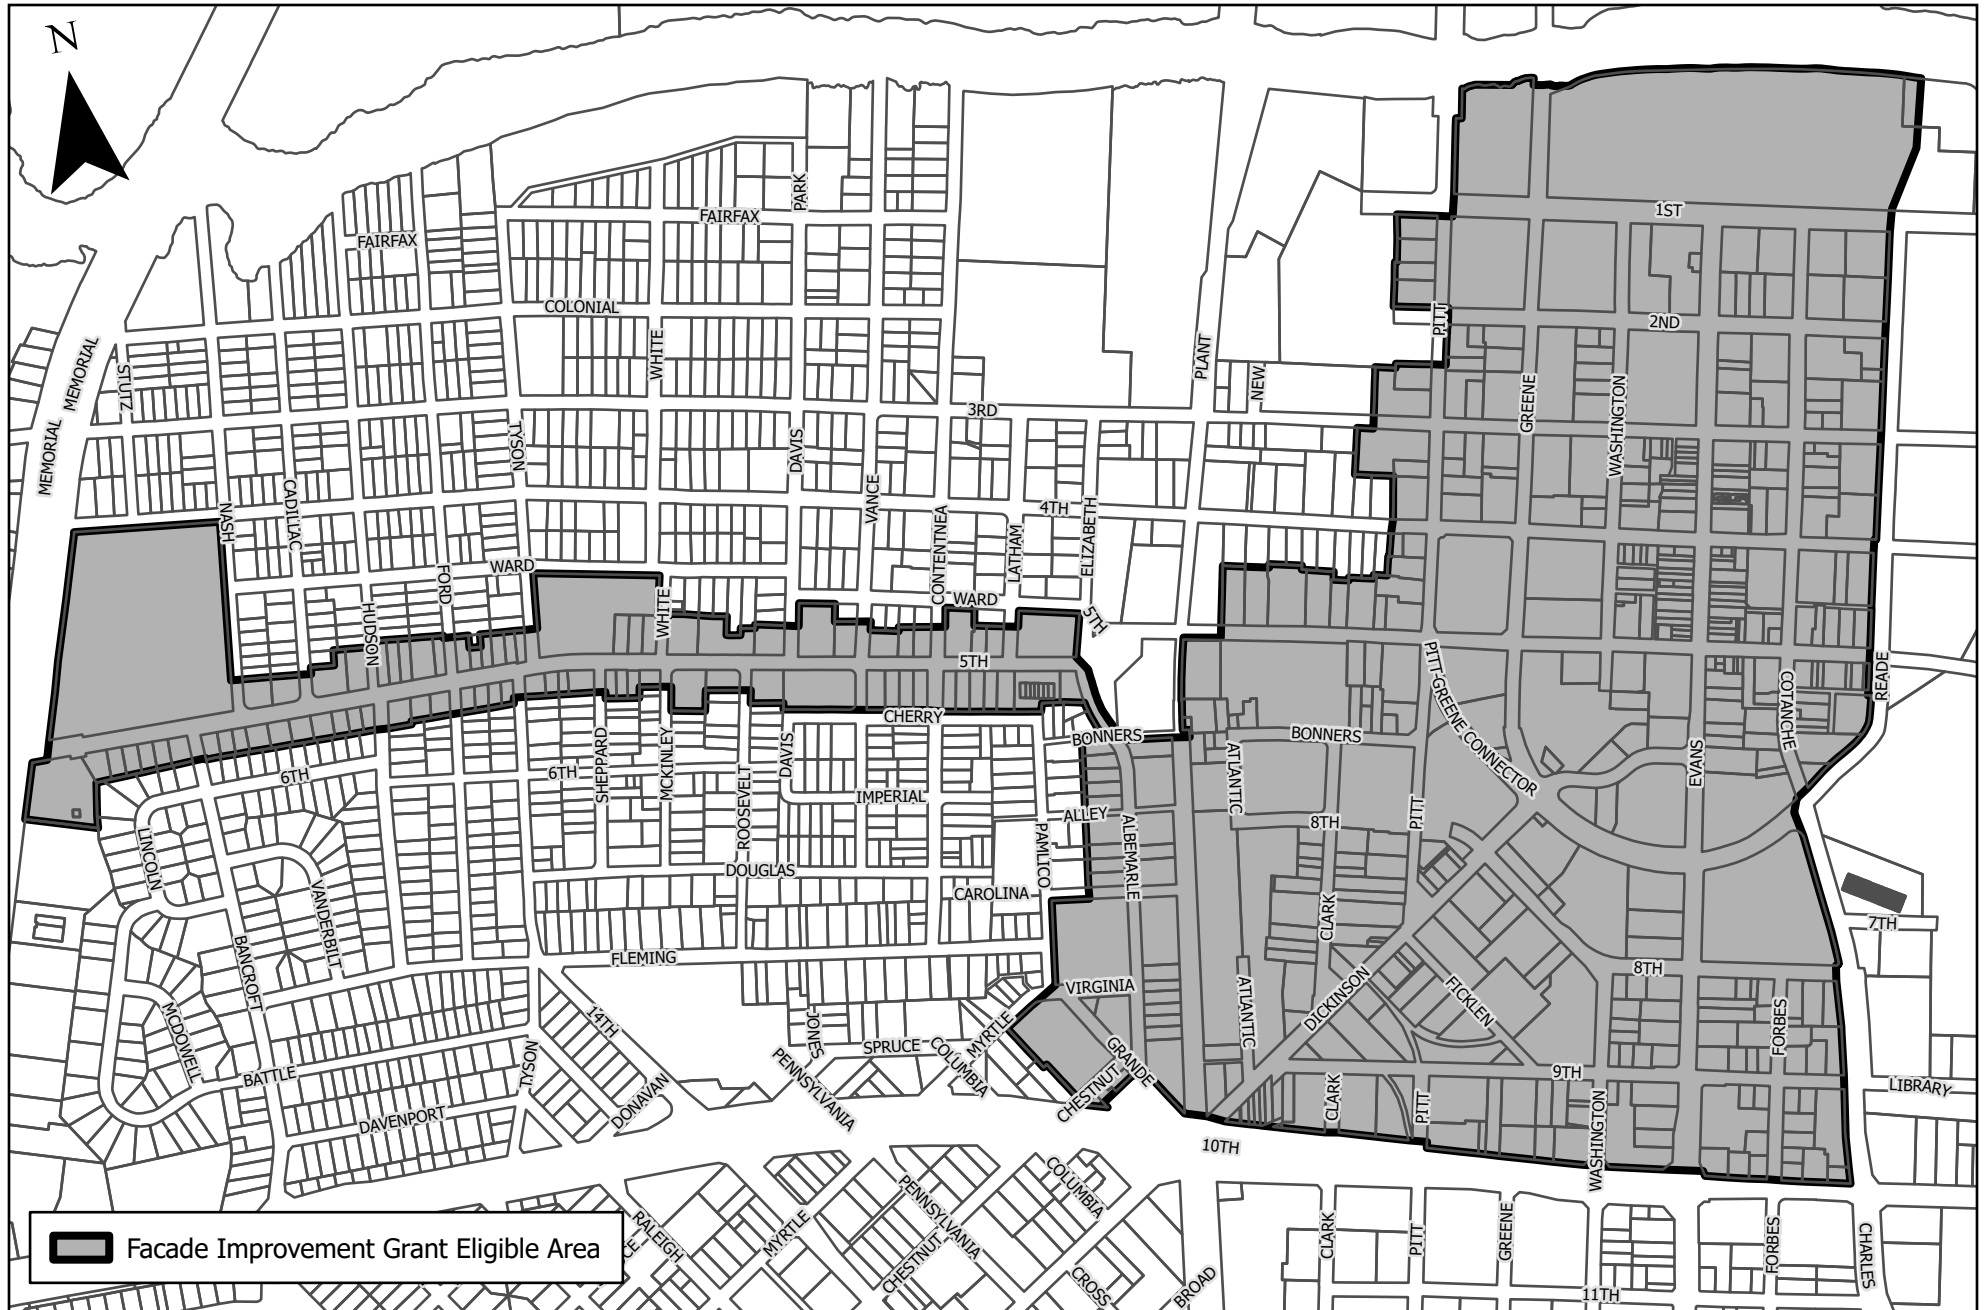 N
1ST
PARK
FAIRFAX
FAIRFAX
COLONIAL
PITT
2ND
MEMORIAL
MEMORIAL
STUTZ
WHITE
PLANT
NEW
GREENE
WASHINGTON
3RD
TYSON
DAVIS
NASH
CADILLAC
VANCE
CONTENTNEA
LATHAM
4TH
ELIZABETH
WARD
FORD
HUDSON
WHITE
WARD
5TH
5TH
PITT-GREENE CONNECTOR
COTANCHE
READE
CHERRY
BONNERS
BONNERS
ATLANTIC
EVANS
6TH
6TH
SHEPPARD
MCKINLEY
ROOSEVELT
DAVIS
IMPERIAL
ALLEY
ALBEMARLE
8TH
PITT
LINCOLN
VANDERBILT
DOUGLAS
CAROLINA
PAMLICO
CLARK
7TH
BANCROFT
FLEMING
VIRGINIA
8TH
MCDOWELL
14TH
JONES
SPRUCE
COLUMBIA
MYRTLE
GRANDE
CHESTNUT
ATLANTIC
DICKINSON
FICKLEN
FORBES
BATTLE
TYSON
DONAVAN
PENNSYLVANIA
9TH
CLARK
PITT
WASHINGTON
LIBRARY
DAVENPORT
10TH
COLUMBIA
PENNSYLVANIA
RALEIGH
MYRTLE
CHESTNUT
CROSS
BROAD
CLARK
PITT
GREENE
FORBES
CHARLES
11TH
Facade Improvement Grant Eligible Area